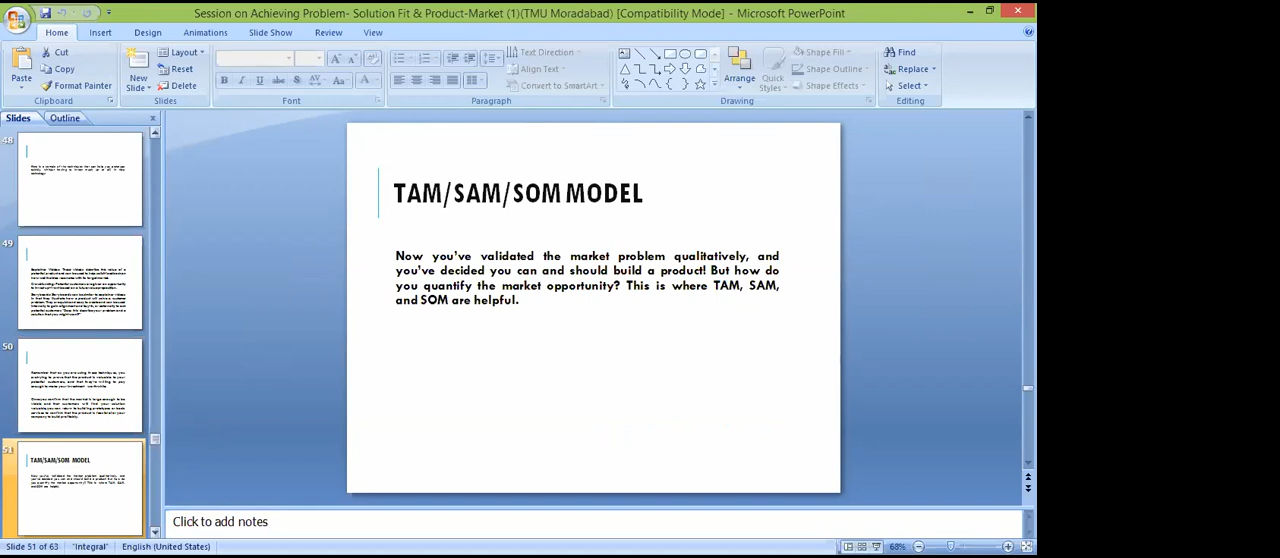 Session on Achieving Problem- Solution Fit & Product-Market (1)(TMU Moradabad) [Compatibility Mode] - Microsoft PowerPoint
Home Insert Design Animations Slide Show Review View
Paste
Cut
Copy
Format Painter
Clipboard
New Slide
Layout
Reset
Delete
Slides
B I U abc S AV Aa A
Font
Text Direction
Align Text
Convert to SmartArt
Paragraph
Arrange
Quick Styles
Shape Fill
Shape Outline
Shape Effects
Drawing
Find
Replace
Select
Editing
Slides Outline
48
49
50
51
TAM/SAM/SOM MODEL
TAM/SAM/SOM MODEL
Now you've validated the market problem qualitatively, and
you've decided you can and should build a product! But how do
you quantify the market opportunity? This is where TAM, SAM,
and SOM are helpful.
Click to add notes
Slide 51 of 63 "Integral" English (United States) 68%